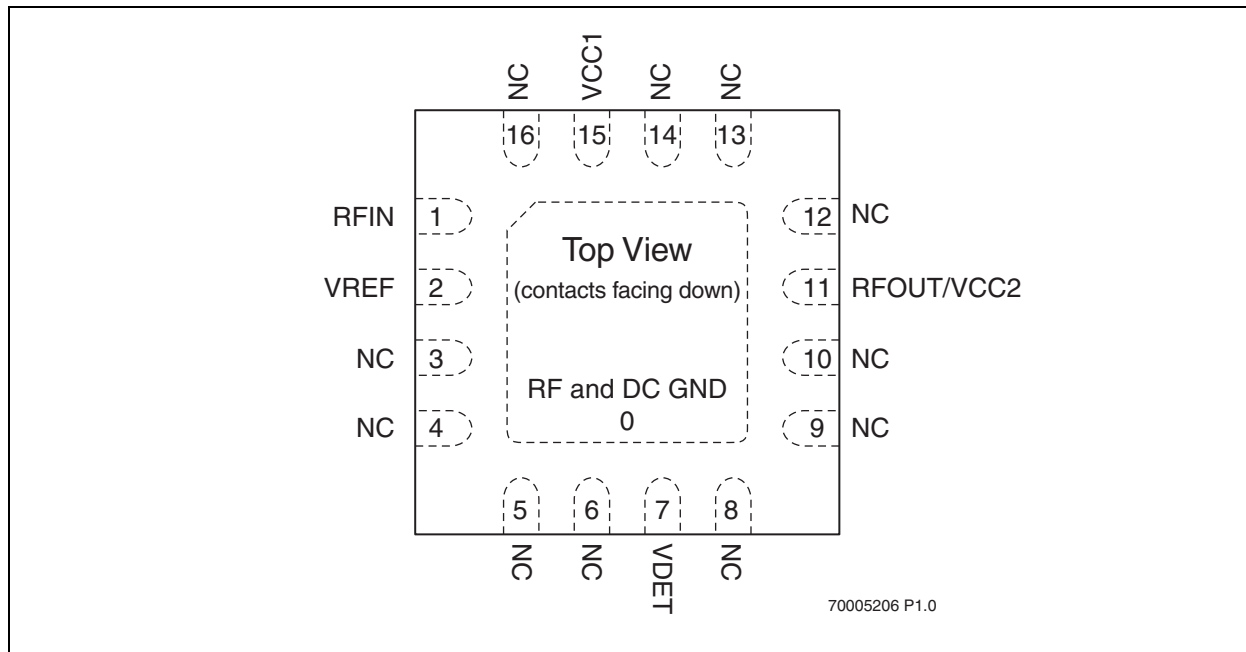 NC
VCC1
NC
NC
16
15
14
13
RFIN 1
12 NC
VREF 2
11 RFOUT/VCC2
NC 3
10 NC
NC 4
9 NC
Top View
(contacts facing down)
RF and DC GND
0
5
6
7
8
NC
NC
VDET
NC
70005206 P1.0